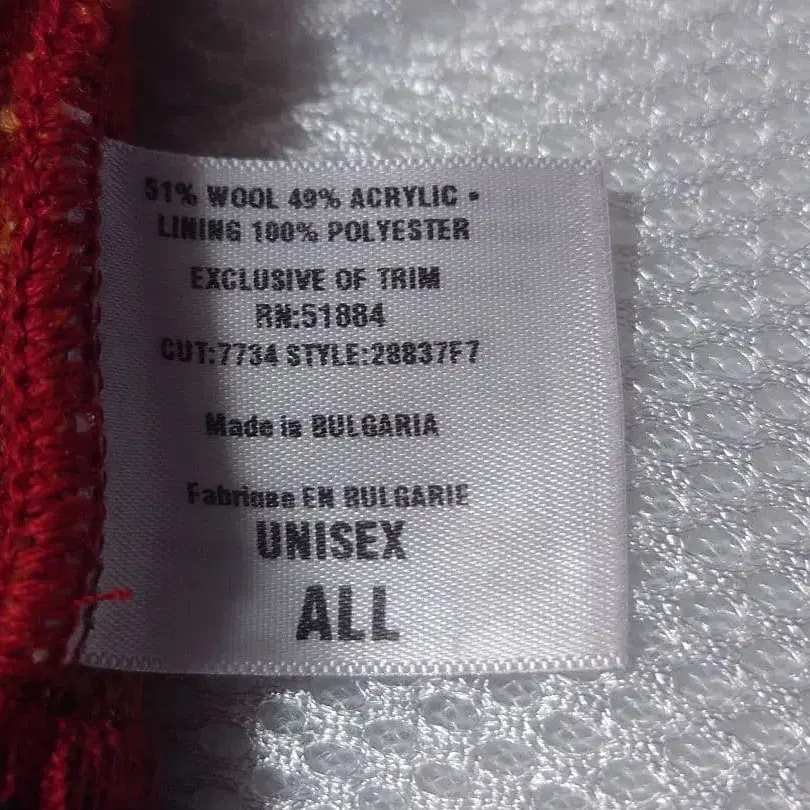 51% WOOL 49% ACRYLIC •
LINING 100% POLYESTER
EXCLUSIVE OF TRIM
RN:51884
CUT:7734 STYLE:28837F7
Made in BULGARIA
Fabriqee EN BULGARIE
UNISEX
ALL